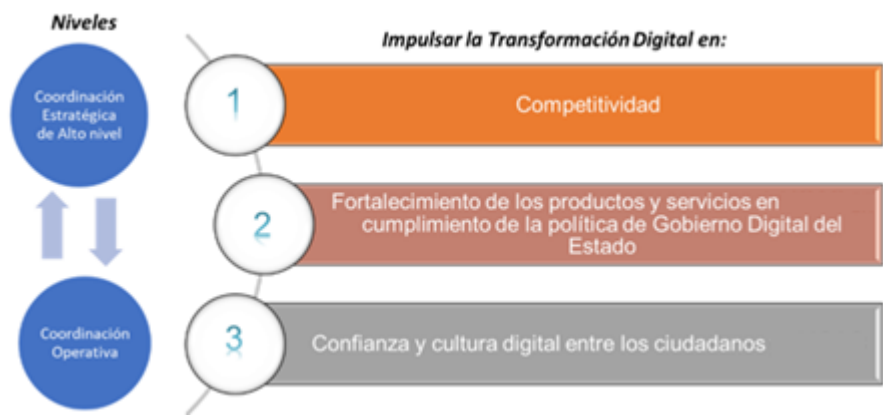 Niveles
Coordinación
Estratégica
de Alto nivel
Coordinación
Operativa
Impulsar la Transformación Digital en:
1
Competitividad
2
Fortalecimiento de los productos y servicios en
cumplimiento de la política de Gobierno Digital del
Estado
3
Confianza y cultura digital entre los ciudadanos